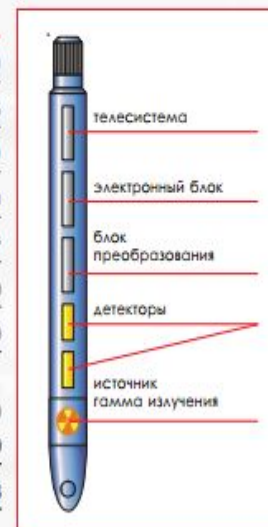 телесистема
электронный блок
блок
преобразования
детекторы
источник
гамма излучения